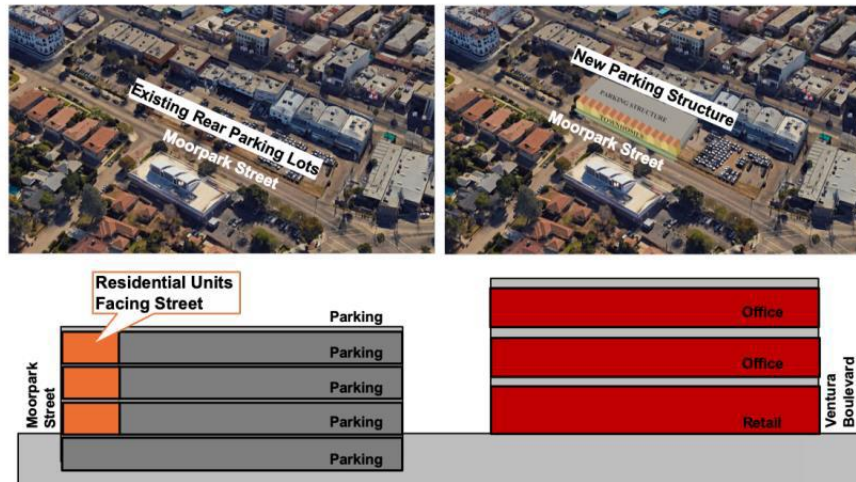 Existing Rear Parking Lots
Moorpark Street
New Parking Structure
PARKING STRUCTURE
TOWNHOMES
Moorpark Street
Residential Units
Facing Street
Parking
Parking
Parking
Parking
Parking
Moorpark
Street
Office
Office
Retail
Ventura
Boulevard